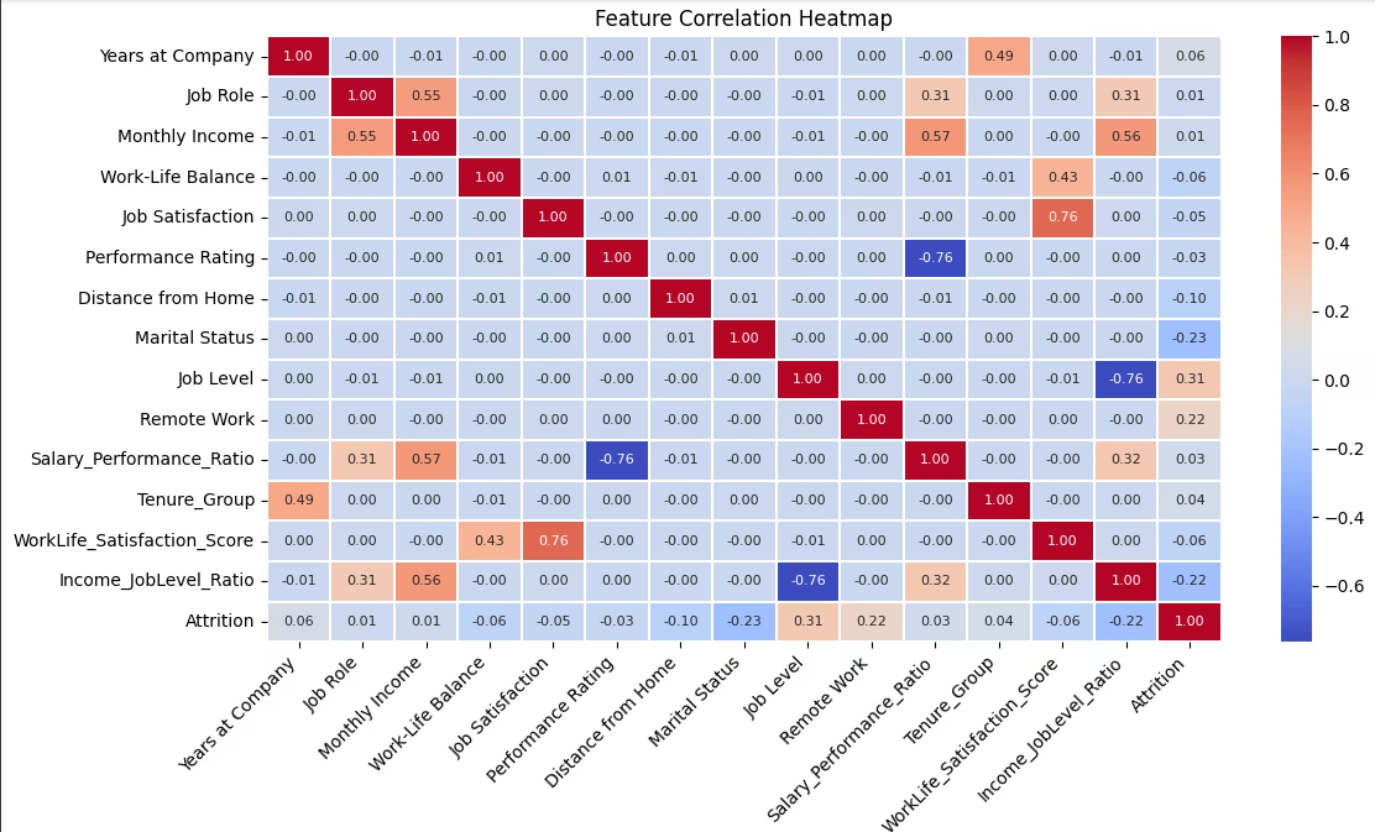 Feature Correlation Heatmap
Years at Company 1.00 -0.00 -0.01 -0.00 0.00 -0.00 -0.01 0.00 0.00 0.00 -0.00 0.49 0.00 -0.01 0.06
Job Role -0.00 1.00 0.55 -0.00 0.00 -0.00 -0.00 -0.00 -0.01 0.00 0.31 0.00 0.00 0.31 0.01
Monthly Income -0.01 0.55 1.00 -0.00 -0.00 -0.00 -0.00 -0.00 -0.01 -0.00 0.57 0.00 -0.00 0.56 0.01
Work-Life Balance -0.00 -0.00 -0.00 1.00 -0.00 0.01 -0.01 -0.00 0.00 -0.00 -0.01 -0.01 0.43 -0.00 -0.06
Job Satisfaction 0.00 0.00 -0.00 -0.00 1.00 -0.00 -0.00 -0.00 -0.00 0.00 -0.00 -0.00 0.76 0.00 -0.05
Performance Rating -0.00 -0.00 -0.00 0.01 -0.00 1.00 0.00 0.00 -0.00 0.00 -0.76 0.00 -0.00 0.00 -0.03
Distance from Home -0.01 -0.00 -0.00 -0.01 -0.00 0.00 1.00 0.01 -0.00 -0.00 -0.01 -0.00 -0.00 -0.00 -0.10
Marital Status 0.00 -0.00 -0.00 -0.00 -0.00 0.00 0.01 1.00 -0.00 -0.00 -0.00 0.00 -0.00 -0.00 -0.23
Job Level 0.00 -0.01 -0.01 0.00 -0.00 -0.00 -0.00 -0.00 1.00 0.00 -0.00 -0.00 -0.01 -0.76 0.31
Remote Work 0.00 0.00 -0.00 -0.00 0.00 0.00 -0.00 -0.00 0.00 1.00 -0.00 -0.00 0.00 -0.00 0.22
Salary_Performance_Ratio -0.00 0.31 0.57 -0.01 -0.00 -0.76 -0.01 -0.00 -0.00 -0.00 1.00 -0.00 -0.00 0.32 0.03
Tenure_Group 0.49 0.00 0.00 -0.01 -0.00 0.00 -0.00 0.00 -0.00 -0.00 -0.00 1.00 -0.00 0.00 0.04
WorkLife_Satisfaction_Score 0.00 0.00 -0.00 0.43 0.76 -0.00 -0.00 -0.00 -0.01 0.00 -0.00 -0.00 1.00 0.00 -0.06
Income_JobLevel_Ratio -0.01 0.31 0.56 -0.00 0.00 0.00 -0.00 -0.00 -0.76 -0.00 0.32 0.00 0.00 1.00 -0.22
Attrition 0.06 0.01 0.01 -0.06 -0.05 -0.03 -0.10 -0.23 0.31 0.22 0.03 0.04 -0.06 -0.22 1.00
Years at Company
Job Role
Monthly Income
Work-Life Balance
Job Satisfaction
Performance Rating
Distance from Home
Marital Status
Job Level
Remote Work
Salary_Performance_Ratio
Tenure_Group
WorkLife_Satisfaction_Score
Income_JobLevel_Ratio
Attrition
1.0
0.8
0.6
0.4
0.2
0.0
−0.2
−0.4
−0.6